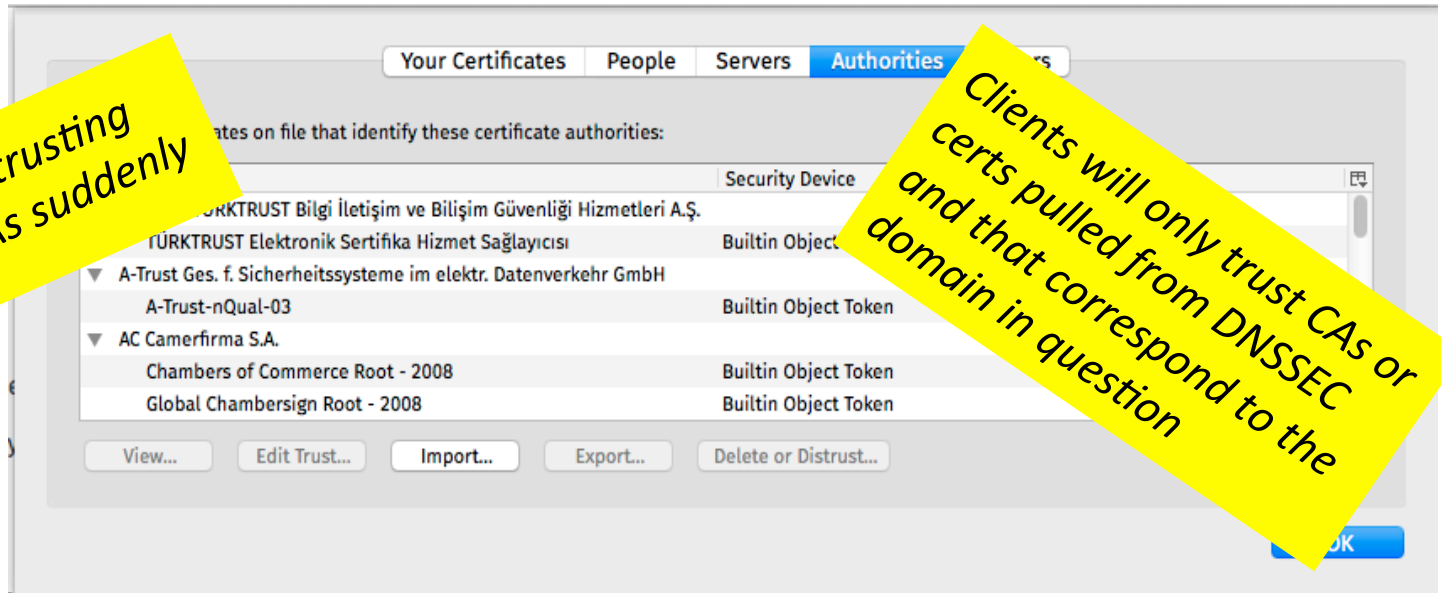 Your Certificates People Servers Authorities
trusting
suddenly
on file that identify these certificate authorities:
Security Device
Bilgi İletişim ve Bilişim Güvenliği Hizmetleri A.Ş.
TÜRKTRUST Elektronik Sertifika Hizmet Sağlayıcısı Builtin Object
A-Trust Ges. f. Sicherheitssysteme im elektr. Datenverkehr GmbH
A-Trust-nQual-03 Builtin Object Token
AC Camerfirma S.A.
Chambers of Commerce Root - 2008 Builtin Object Token
Global Chambersign Root - 2008 Builtin Object Token
Clients will only trust CAs or
certs pulled from DNSSEC
and that correspond to the
domain in question
View... Edit Trust... Import... Export... Delete or Distrust...
OK